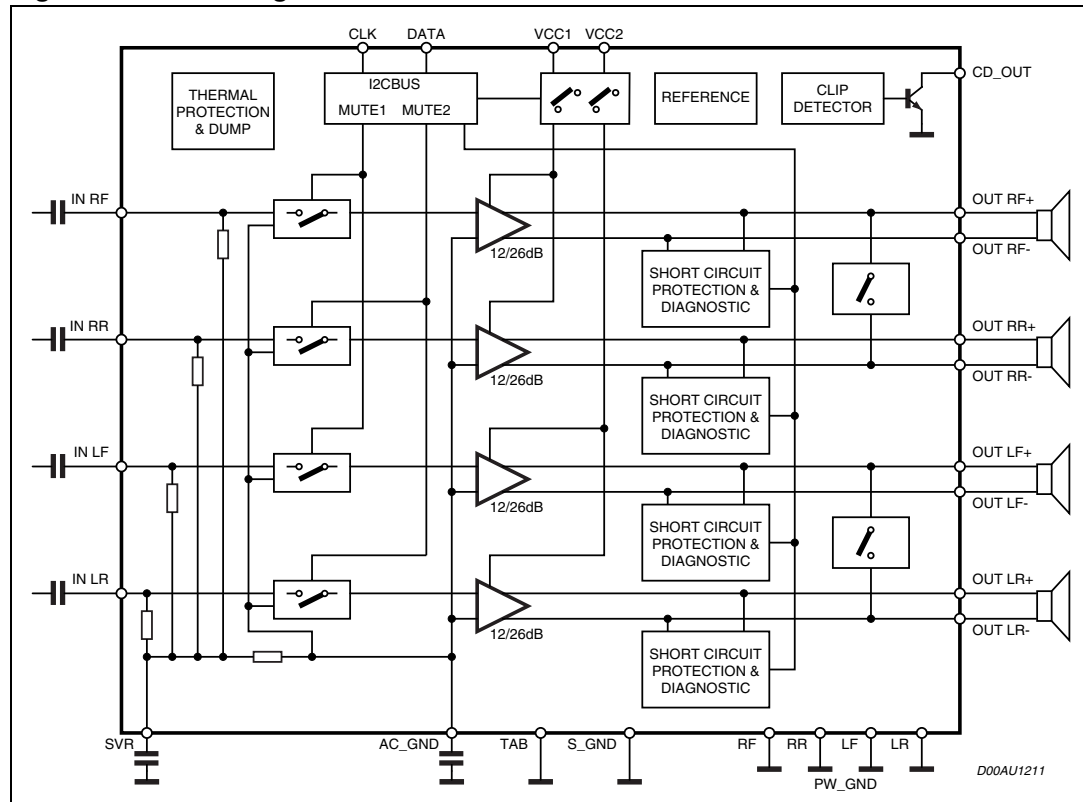 CLK DATA VCC1 VCC2
CD_OUT
THERMAL
PROTECTION
& DUMP
I2CBUS
MUTE1 MUTE2
REFERENCE
CLIP
DETECTOR
IN RF
12/26dB
SHORT CIRCUIT
PROTECTION &
DIAGNOSTIC
OUT RF+
OUT RF-
IN RR
12/26dB
SHORT CIRCUIT
PROTECTION &
DIAGNOSTIC
OUT RR+
OUT RR-
IN LF
12/26dB
SHORT CIRCUIT
PROTECTION &
DIAGNOSTIC
OUT LF+
OUT LF-
IN LR
12/26dB
SHORT CIRCUIT
PROTECTION &
DIAGNOSTIC
OUT LR+
OUT LR-
SVR AC_GND TAB S_GND RF RR LF LR
PW_GND
D00AU1211